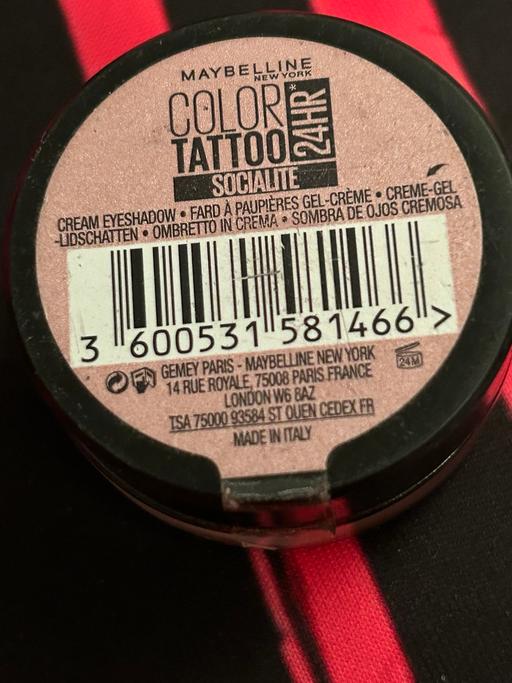 MAYBELLINE
NEW YORK
COLOR
TATTOO
24HR*
SOCIALITE
CREAM EYESHADOW • FARD À PAUPIÈRES GEL-CRÈME • CREME-GEL
-LIDSCHATTEN • OMBRETTO IN CREMA • SOMBRA DE OJOS CREMOSA
3 600531 581466 >
GEMEY PARIS - MAYBELLINE NEW YORK
14 RUE ROYALE, 75008 PARIS FRANCE
LONDON W6 8AZ
TSA 75000 93584 ST OUEN CEDEX FR
MADE IN ITALY
24M